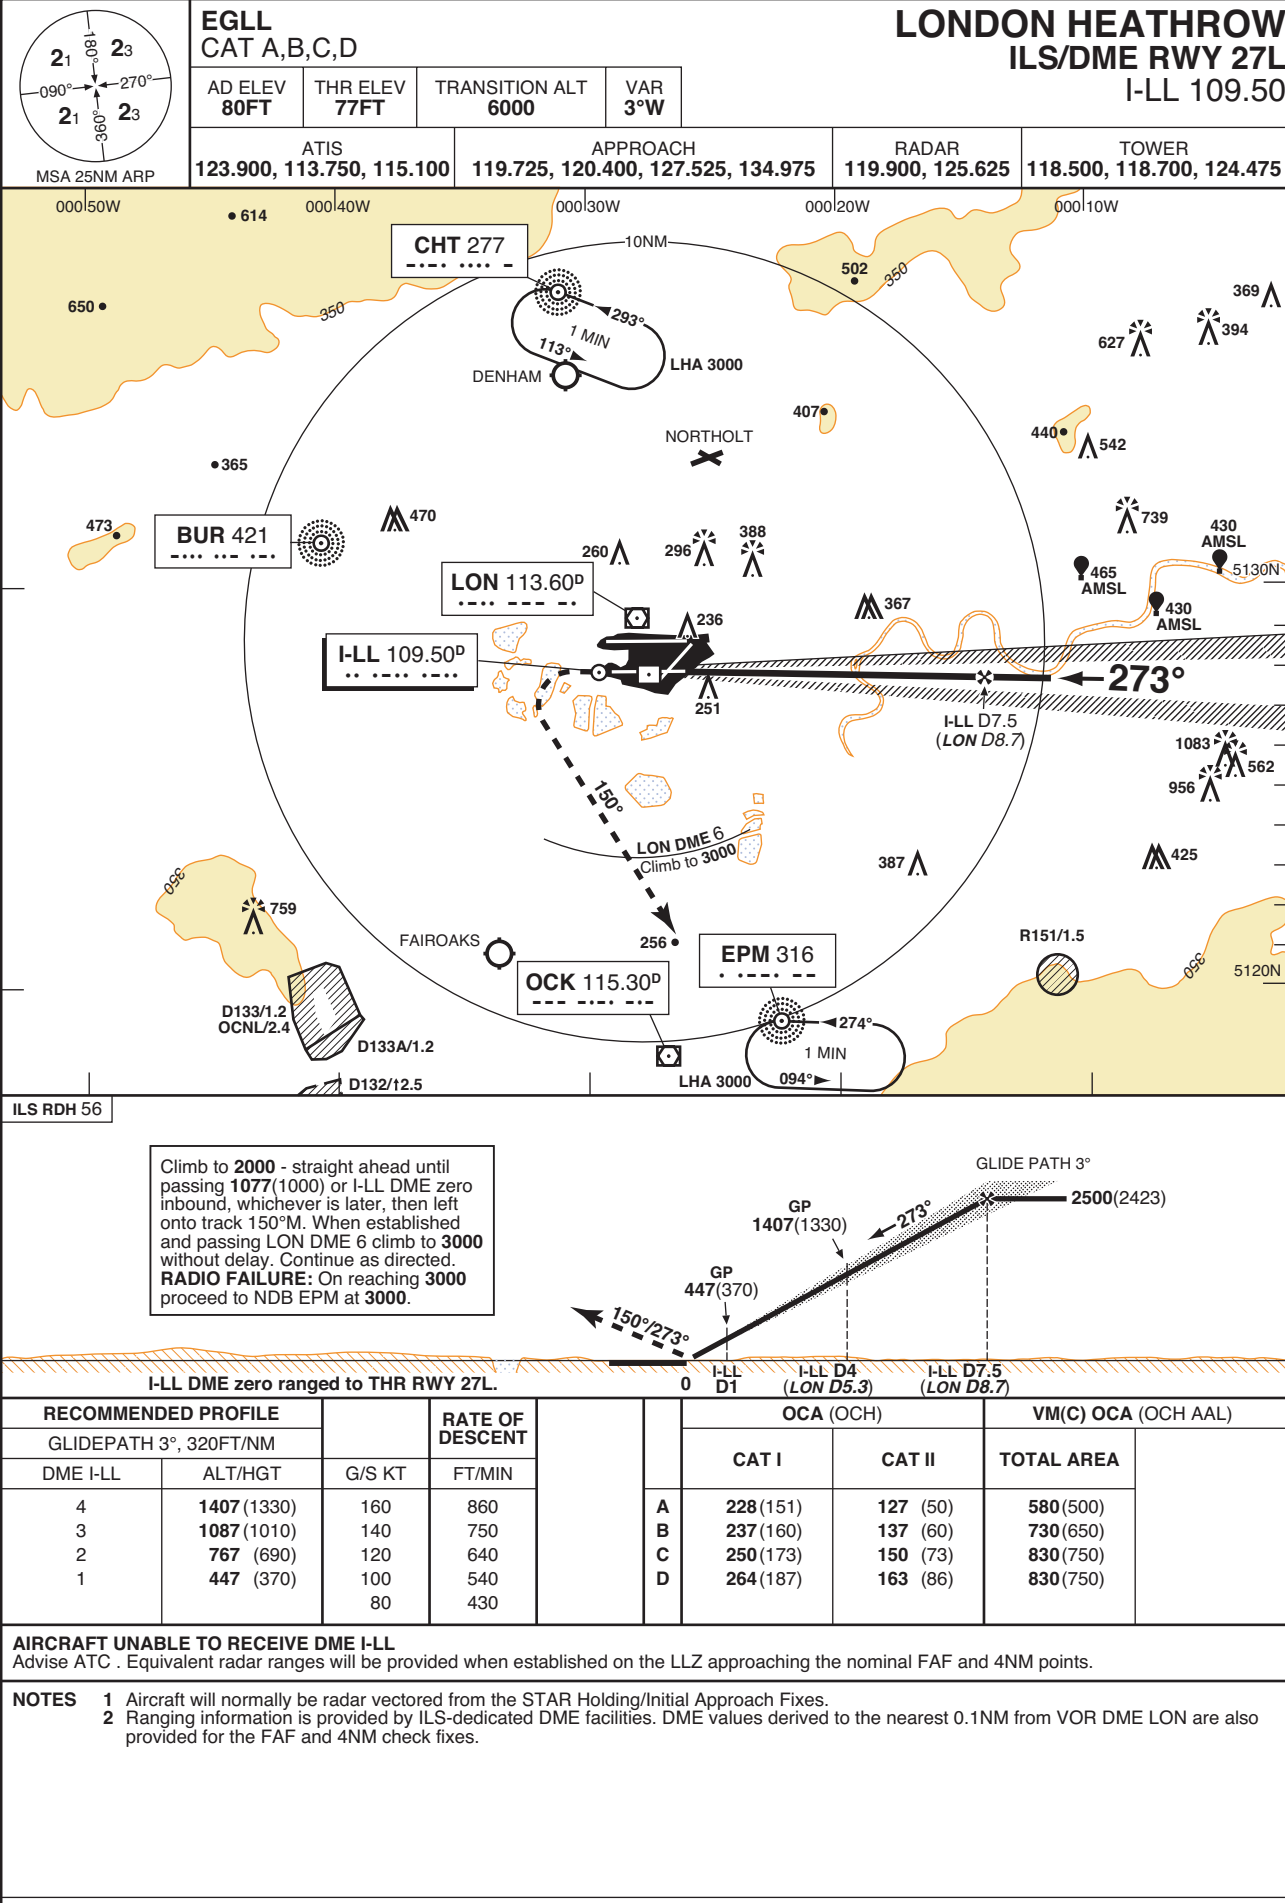 EGLL
CAT A,B,C,D
LONDON HEATHROW
ILS/DME RWY 27L
I-LL 109.50
21
180°
23
090°
270°
21
360°
23
MSA 25NM ARP
AD ELEV
80FT
THR ELEV
77FT
TRANSITION ALT
6000
VAR
3°W
ATIS
123.900, 113.750, 115.100
APPROACH
119.725, 120.400, 127.525, 134.975
RADAR
119.900, 125.625
TOWER
118.500, 118.700, 124.475
000 50W
000 40W
000 30W
000 20W
000 10W
614
CHT 277
10NM
502
350
650
350
369
394
627
293°
1 MIN
113°
LHA 3000
DENHAM
407
440
542
NORTHOLT
365
473
BUR 421
470
739
430
AMSL
260
296
388
LON 113.60D
465
AMSL
5130N
430
AMSL
367
236
I-LL 109.50D
273°
251
I-LL D7.5
(LON D8.7)
1083
562
956
150°
LON DME 6
Climb to 3000
387
425
350
759
FAIROAKS
256
EPM 316
R151/1.5
350
5120N
OCK 115.30D
D133/1.2
OCNL/2.4
D133A/1.2
274°
1 MIN
094°
LHA 3000
D132/†2.5
ILS RDH 56
Climb to 2000 - straight ahead until
passing 1077(1000) or I-LL DME zero
inbound, whichever is later, then left
onto track 150°M. When established
and passing LON DME 6 climb to 3000
without delay. Continue as directed.
RADIO FAILURE: On reaching 3000
proceed to NDB EPM at 3000.
GLIDE PATH 3°
2500(2423)
273°
GP
1407(1330)
GP
447(370)
150°/273°
I-LL DME zero ranged to THR RWY 27L.
0
I-LL
D1
I-LL D4
(LON D5.3)
I-LL D7.5
(LON D8.7)
RECOMMENDED PROFILE
GLIDEPATH 3°, 320FT/NM
RATE OF
DESCENT
DME I-LL
ALT/HGT
G/S KT
FT/MIN
4 1407(1330) 160 860
3 1087(1010) 140 750
2 767 (690) 120 640
1 447 (370) 100 540
80 430
OCA (OCH)
VM(C) OCA (OCH AAL)
CAT I
CAT II
TOTAL AREA
A 228(151) 127 (50) 580(500)
B 237(160) 137 (60) 730(650)
C 250(173) 150 (73) 830(750)
D 264(187) 163 (86) 830(750)
AIRCRAFT UNABLE TO RECEIVE DME I-LL
Advise ATC . Equivalent radar ranges will be provided when established on the LLZ approaching the nominal FAF and 4NM points.
NOTES 1 Aircraft will normally be radar vectored from the STAR Holding/Initial Approach Fixes.
2 Ranging information is provided by ILS-dedicated DME facilities. DME values derived to the nearest 0.1NM from VOR DME LON are also
provided for the FAF and 4NM check fixes.